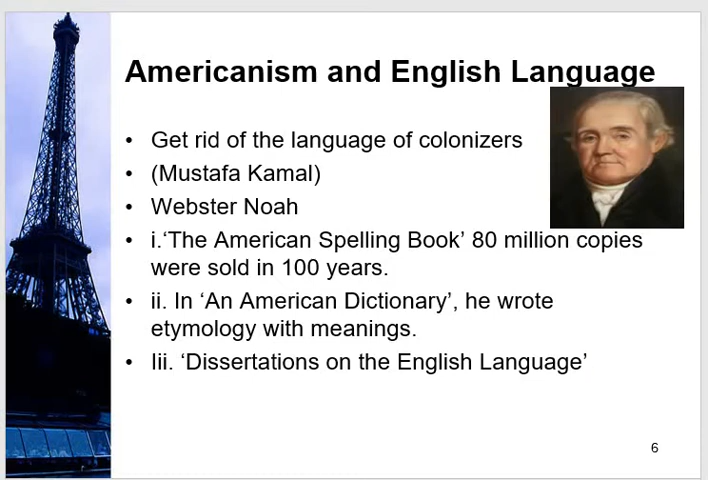 Americanism and English Language
• Get rid of the language of colonizers
• (Mustafa Kamal)
• Webster Noah
• i.‘The American Spelling Book’ 80 million copies
were sold in 100 years.
• ii. In ‘An American Dictionary’, he wrote
etymology with meanings.
• Iii. ‘Dissertations on the English Language’
6